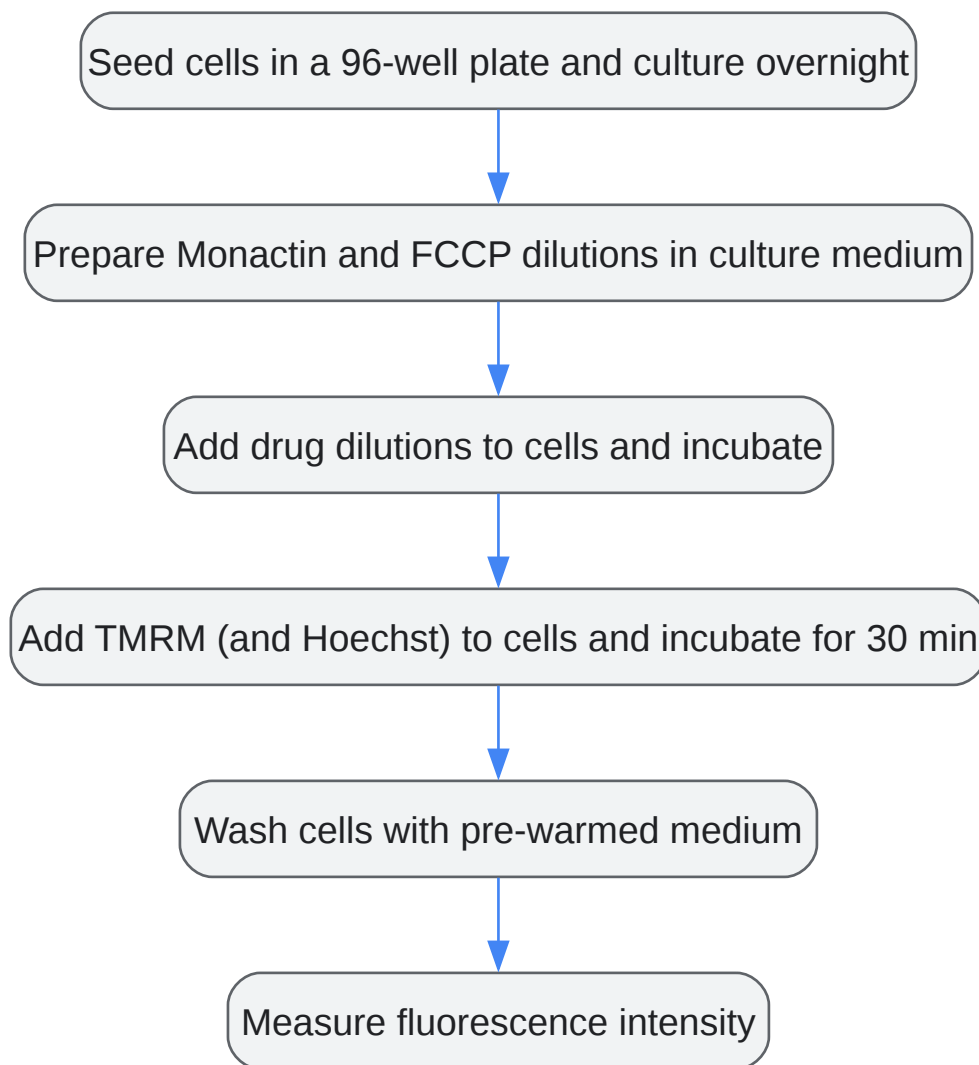 Seed cells in a 96-well plate and culture overnight
Prepare Monactin and FCCP dilutions in culture medium
Add drug dilutions to cells and incubate
Add TMRM (and Hoechst) to cells and incubate for 30 min
Wash cells with pre-warmed medium
Measure fluorescence intensity